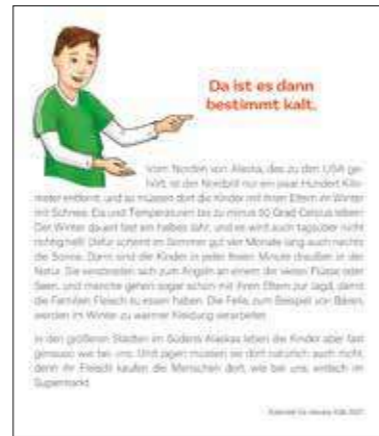 Da ist es dann
bestimmt kalt.
Vom Norden von Alaska, das zu den USA ge-
hört, ist der Nordpol nur ein paar Hundert Kilo-
meter entfernt, und so müssen dort die Kinder mit ihren Eltern im Winter
mit Schnee, Eis und Temperaturen bis zu minus 50 Grad Celsius leben!
Der Winter dauert fast ein halbes Jahr, und es wird auch tagsüber nicht
richtig hell! Dafür scheint im Sommer gut vier Monate lang auch nachts
die Sonne. Dann sind die Kinder in jeder freien Minute draußen in der
Natur. Sie verabreden sich zum Angeln an einem der vielen Flüsse oder
Seen, und manche gehen sogar schon mit ihren Eltern zur Jagd, damit
die Familien Fleisch zu essen haben. Die Felle, zum Beispiel von Bären,
werden im Winter zu warmer Kleidung verarbeitet.
In den größeren Städten im Süden Alaskas leben die Kinder aber fast
genauso wie bei uns. Und jagen müssen sie dort natürlich auch nicht,
denn ihr Fleisch kaufen die Menschen dort, wie bei uns, einfach im
Supermarkt.